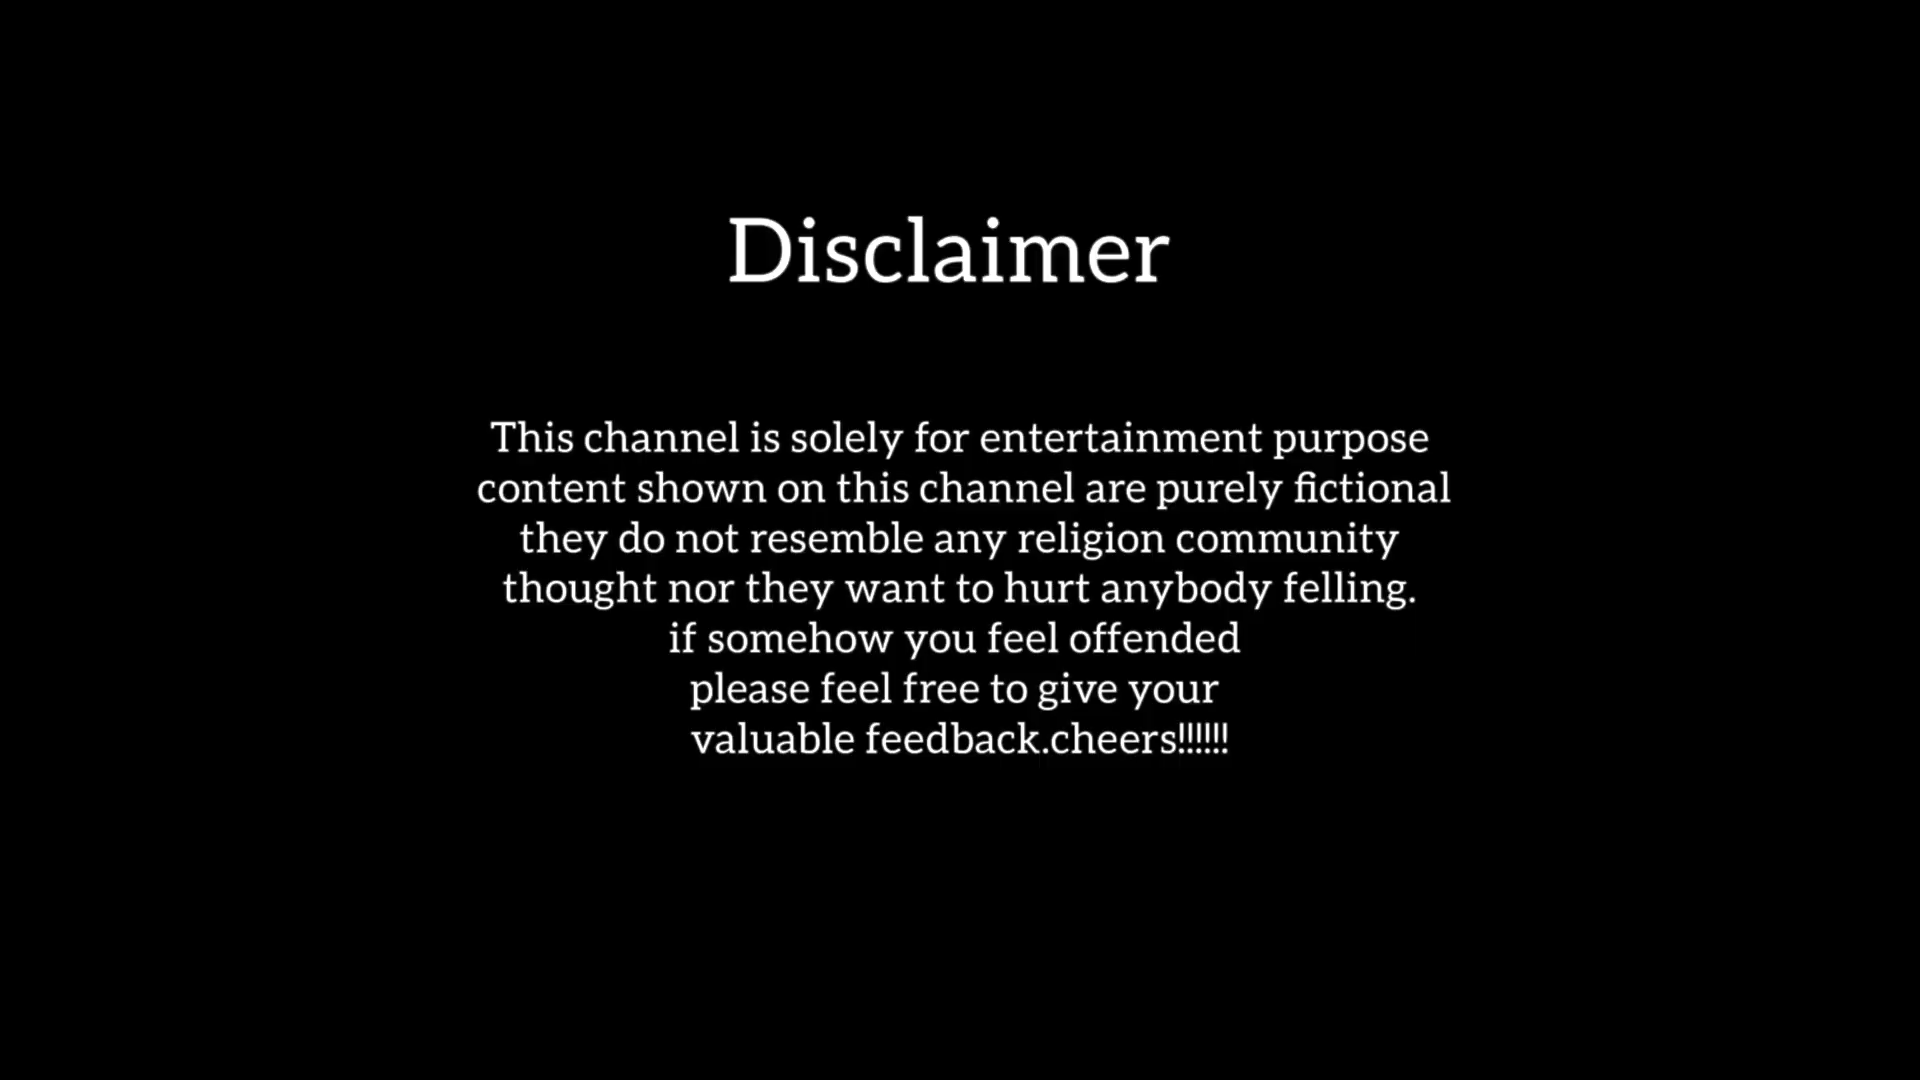 Disclaimer
This channel is solely for entertainment purpose
content shown on this channel are purely fictional
they do not resemble any religion community
thought nor they want to hurt anybody felling.
if somehow you feel offended
please feel free to give your
valuable feedback.cheers!!!!!!